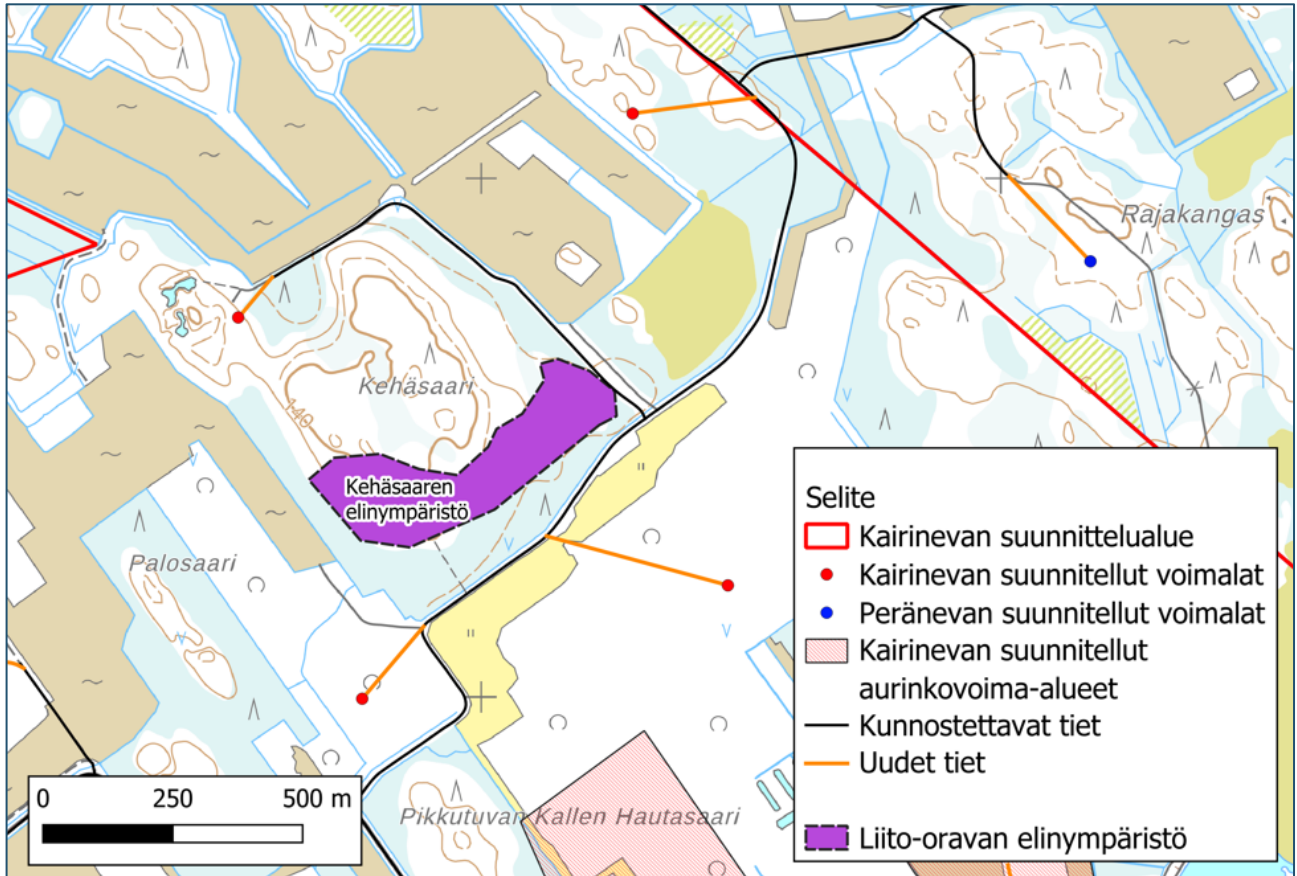 Rajakangas
Kehäsaari
140
Kehäsaaren
elinympäristö
Palosaari
Pikkutuvan Kallen Hautasaari
0 250 500 m
Selite
Kairinevan suunnittelualue
Kairinevan suunnitellut voimalat
Peränevan suunnitellut voimalat
Kairinevan suunnitellut
aurinkovoima-alueet
Kunnostettavat tiet
Uudet tiet
Liito-oravan elinympäristö